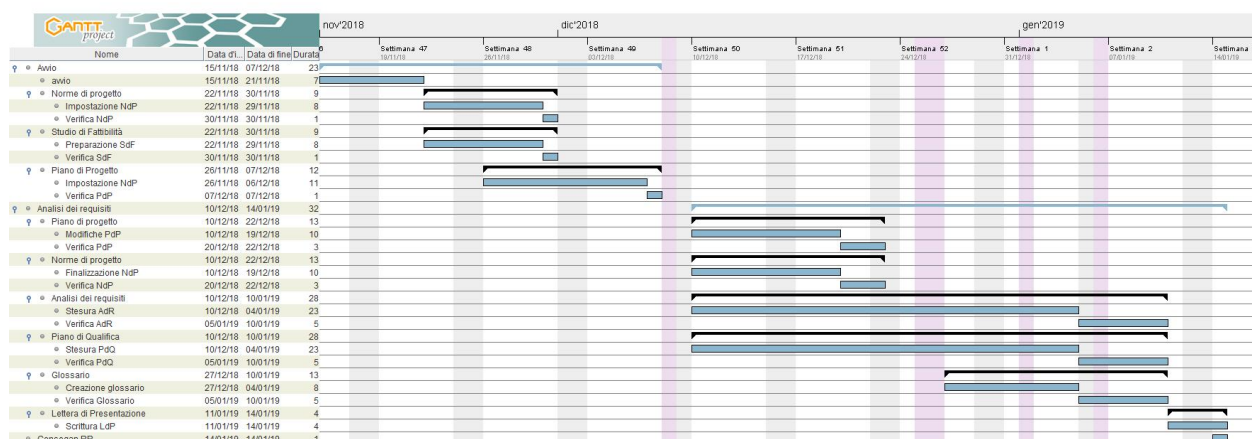 GANTT
project
nov'2018 dic'2018 gen'2019
Nome Data d'i... Data di fine Durata
6 Settimana 47 Settimana 48 Settimana 49 Settimana 50 Settimana 51 Settimana 52 Settimana 1 Settimana 2 Settimana
19/11/18 26/11/18 03/12/18 10/12/18 17/12/18 24/12/18 31/12/18 07/01/19 14/01/19
Avvio 15/11/18 07/12/18 23
avvio 15/11/18 21/11/18 7
Norme di progetto 22/11/18 30/11/18 9
Impostazione NdP 22/11/18 29/11/18 8
Verifica NdP 30/11/18 30/11/18 1
Studio di Fattibilità 22/11/18 30/11/18 9
Preparazione SdF 22/11/18 29/11/18 8
Verifica SdF 30/11/18 30/11/18 1
Piano di Progetto 26/11/18 07/12/18 12
Impostazione NdP 26/11/18 06/12/18 11
Verifica PdP 07/12/18 07/12/18 1
Analisi dei requisiti 10/12/18 14/01/19 32
Piano di progetto 10/12/18 22/12/18 13
Modifiche PdP 10/12/18 19/12/18 10
Verifica PdP 20/12/18 22/12/18 3
Norme di progetto 10/12/18 22/12/18 13
Finalizzazione NdP 10/12/18 19/12/18 10
Verifica NdP 20/12/18 22/12/18 3
Analisi dei requisiti 10/12/18 10/01/19 28
Stesura AdR 10/12/18 04/01/19 23
Verifica AdR 05/01/19 10/01/19 5
Piano di Qualifica 10/12/18 10/01/19 28
Stesura PdQ 10/12/18 04/01/19 23
Verifica PdQ 05/01/19 10/01/19 5
Glossario 27/12/18 10/01/19 13
Creazione glossario 27/12/18 04/01/19 8
Verifica Glossario 05/01/19 10/01/19 5
Lettera di Presentazione 11/01/19 14/01/19 4
Scrittura LdP 11/01/19 14/01/19 4
14/01/19 14/01/19 1